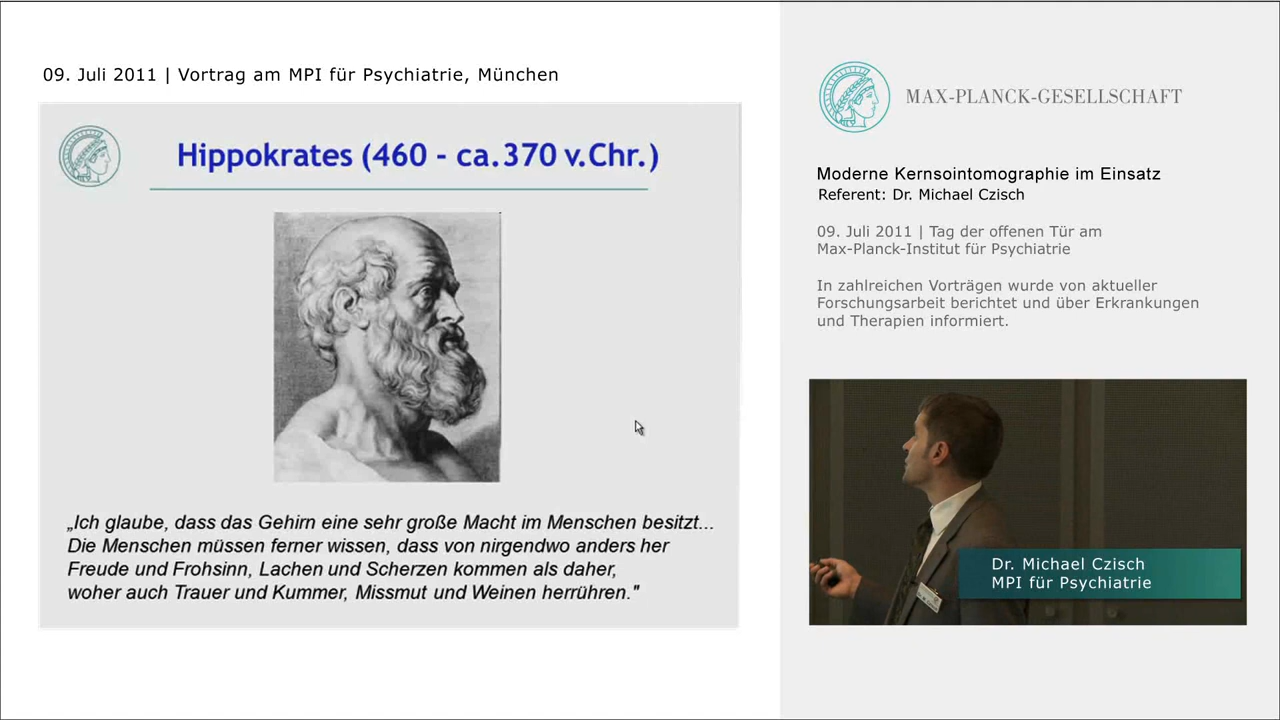 09. Juli 2011 | Vortrag am MPI für Psychiatrie, München
Hippokrates (460 - ca.370 v.Chr.)
„Ich glaube, dass das Gehirn eine sehr große Macht im Menschen besitzt...
Die Menschen müssen ferner wissen, dass von nirgendwo anders her
Freude und Frohsinn, Lachen und Scherzen kommen als daher,
woher auch Trauer und Kummer, Missmut und Weinen herrühren."
MAX-PLANCK-GESELLSCHAFT
Moderne Kernsointomographie im Einsatz
Referent: Dr. Michael Czisch
09. Juli 2011 | Tag der offenen Tür am
Max-Planck-Institut für Psychiatrie
In zahlreichen Vorträgen wurde von aktueller
Forschungsarbeit berichtet und über Erkrankungen
und Therapien informiert.
Dr. Michael Czisch
MPI für Psychiatrie